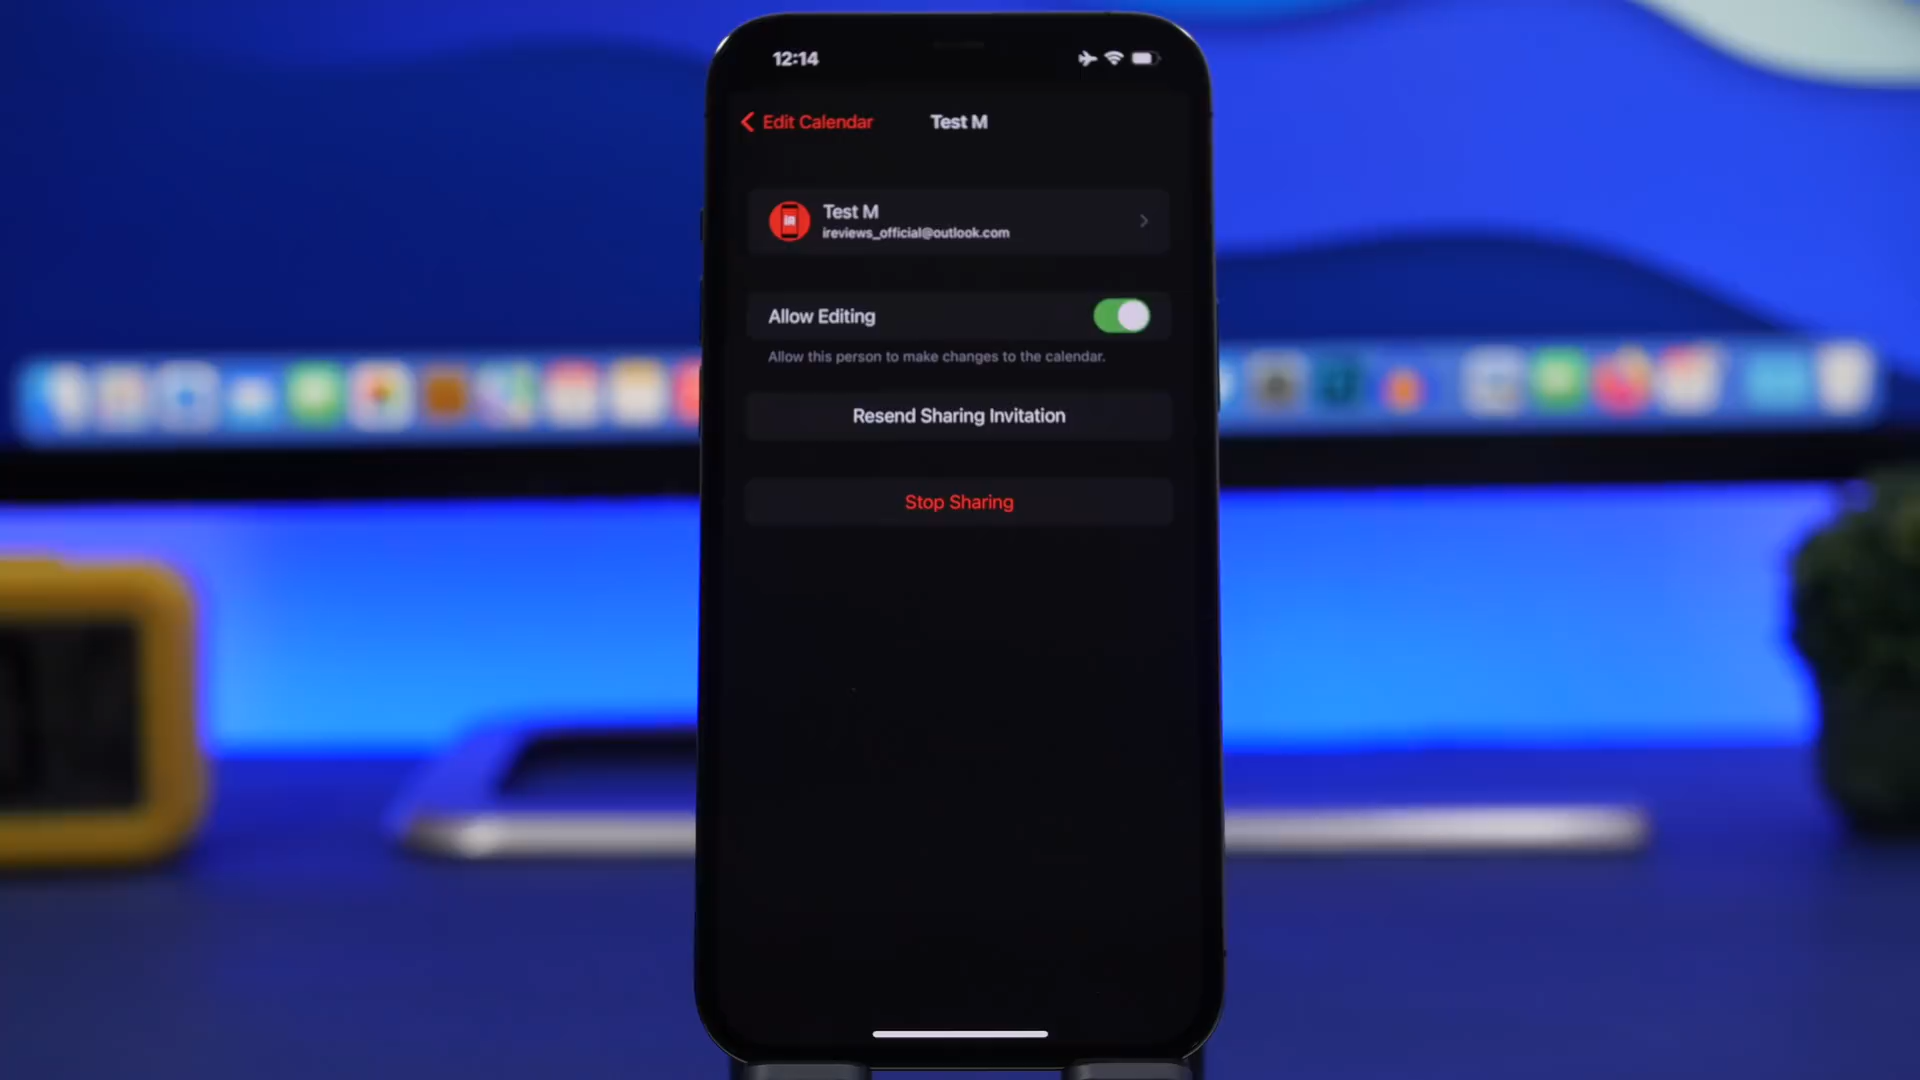 12:14
Edit Calendar
Test M
iR
Test M
ireviews_official@outlook.com
Allow Editing
Allow this person to make changes to the calendar.
Resend Sharing Invitation
Stop Sharing